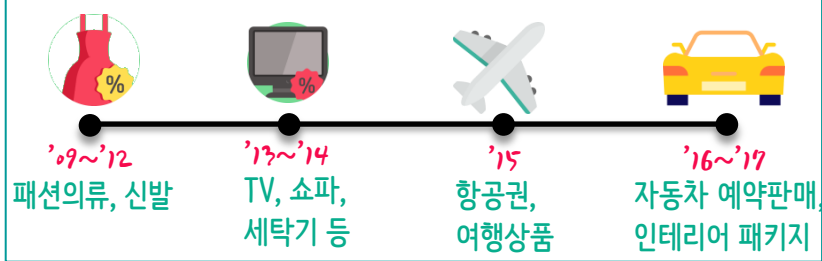 %
%
'09~'12
패션의류, 신발
'13~'14
TV, 쇼파,
세탁기 등
'15
항공권,
여행상품
'16~'17
자동차 예약판매,
인테리어 패키지